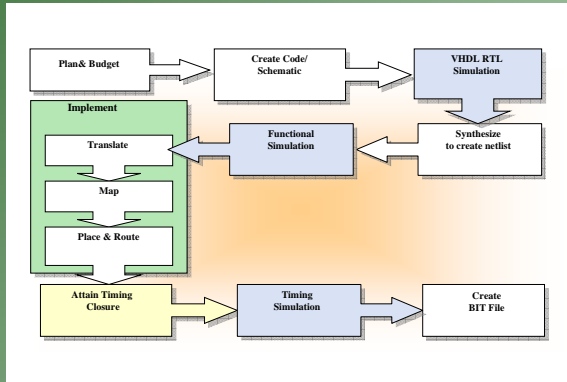 Plan& Budget
Create Code/
Schematic
VHDL RTL
Simulation
Implement
Translate
Map
Place & Route
Functional
Simulation
Synthesize
to create netlist
Attain Timing
Closure
Timing
Simulation
Create
BIT File